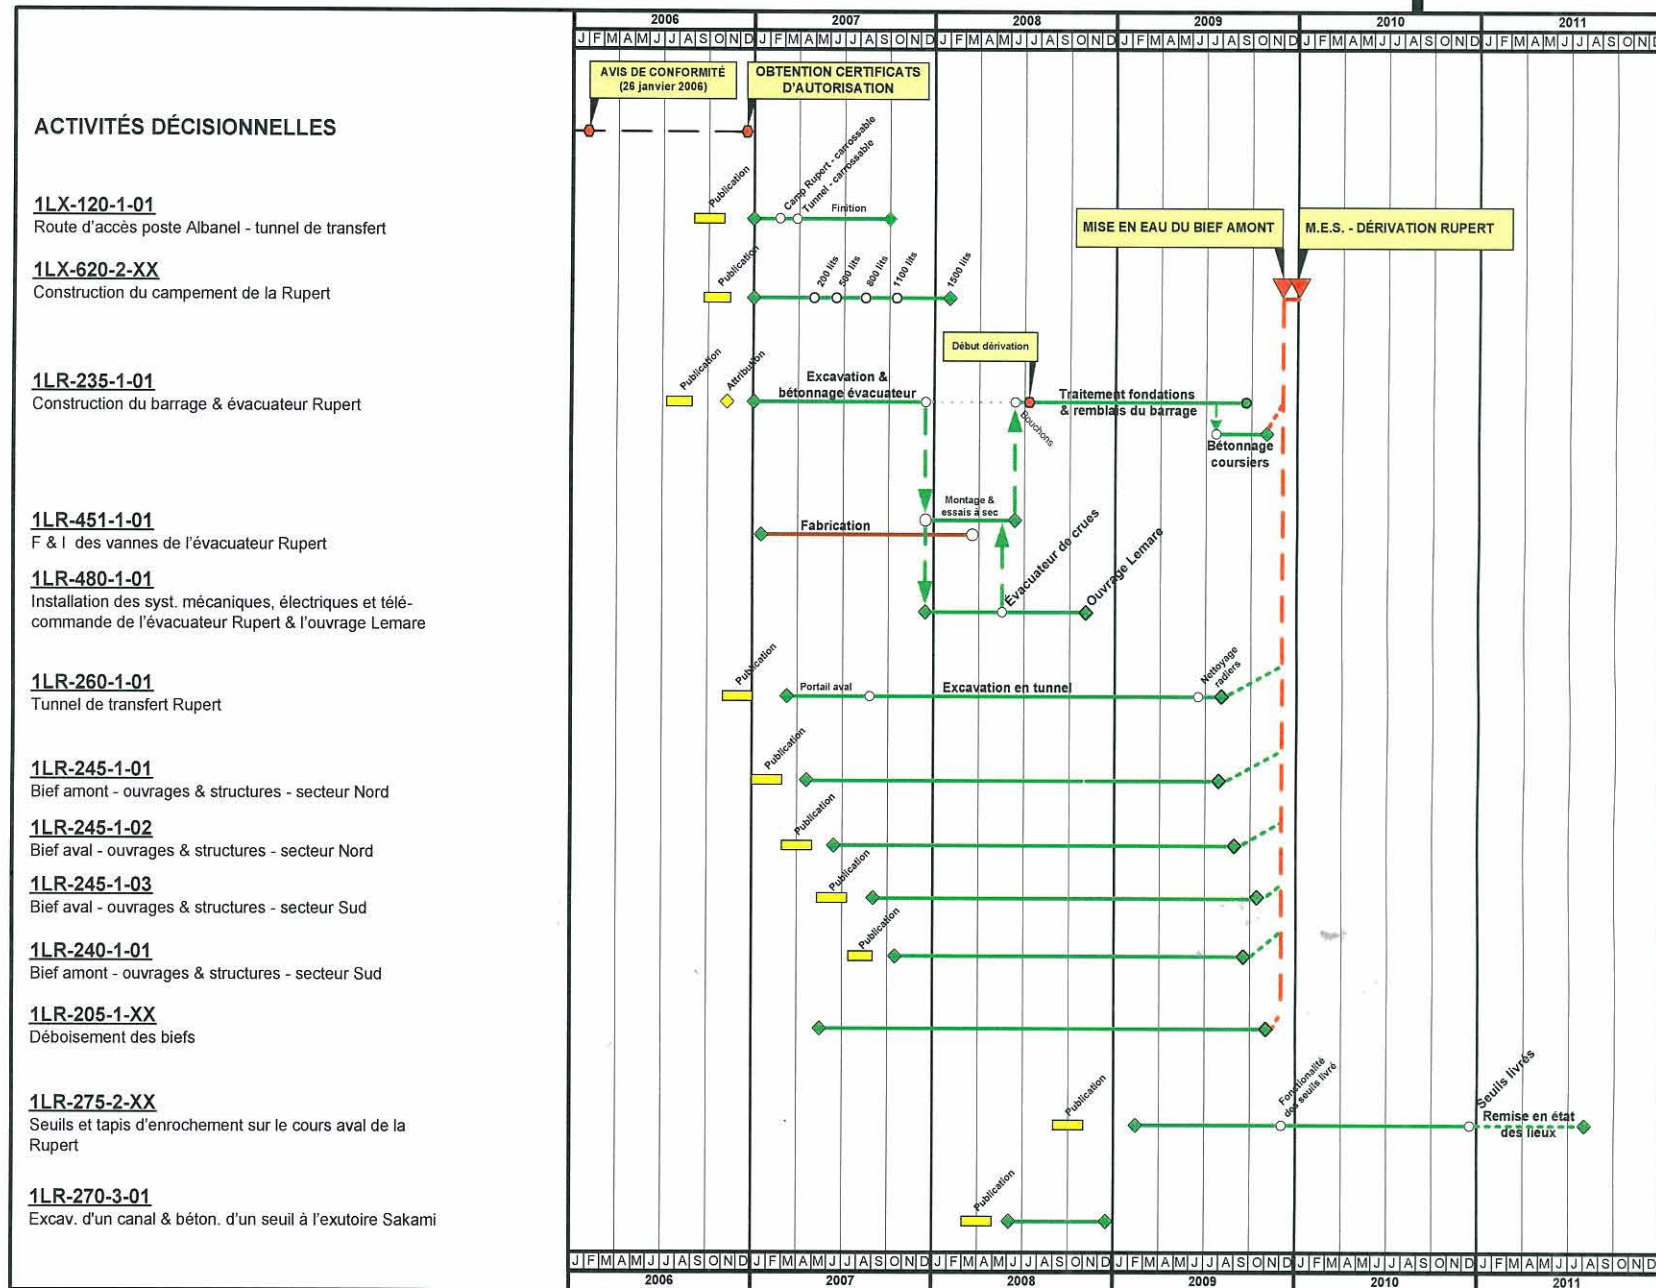 2006 2007 2008 2009 2010 2011
J F M A M J J A S O N D J F M A M J J A S O N D J F M A M J J A S O N D J F M A M J J A S O N D J F M A M J J A S O N D J F M A M J J A S O N D
AVIS DE CONFORMITÉ
(26 janvier 2006)
OBTENTION CERTIFICATS
D'AUTORISATION
ACTIVITÉS DÉCISIONNELLES
1LX-120-1-01
Route d'accès poste Albanel - tunnel de transfert
Publication
Camp Rupert - carrossable
Tunnel - carrossable
Finition
MISE EN EAU DU BIEF AMONT
M.E.S. - DÉRIVATION RUPERT
1LX-620-2-XX
Construction du campement de la Rupert
Publication
200 lits
500 lits
800 lits
1100 lits
1500 lits
Début dérivation
1LR-235-1-01
Construction du barrage & évacuateur Rupert
Publication
Attribution
Excavation &
bétonnage évacuateur
Bouchons
Traitement fondations
& remblais du barrage
Bétonnage
coursiers
1LR-451-1-01
F & I des vannes de l'évacuateur Rupert
Fabrication
Montage &
essais à sec
1LR-480-1-01
Installation des syst. mécaniques, électriques et télé-
commande de l'évacuateur Rupert & l'ouvrage Lemare
Évacuateur de crues
Ouvrage Lemare
1LR-260-1-01
Tunnel de transfert Rupert
Publication
Portail aval
Excavation en tunnel
Nettoyage
radiers
1LR-245-1-01
Bief amont - ouvrages & structures - secteur Nord
Publication
1LR-245-1-02
Bief aval - ouvrages & structures - secteur Nord
Publication
1LR-245-1-03
Bief aval - ouvrages & structures - secteur Sud
Publication
1LR-240-1-01
Bief amont - ouvrages & structures - secteur Sud
Publication
1LR-205-1-XX
Déboisement des biefs
1LR-275-2-XX
Seuils et tapis d'enrochement sur le cours aval de la
Rupert
Publication
Fonctionalité
des seuils livré
Seuils livrés
Remise en état
des lieux
1LR-270-3-01
Excav. d'un canal & béton. d'un seuil à l'exutoire Sakami
Publication
J F M A M J J A S O N D J F M A M J J A S O N D J F M A M J J A S O N D J F M A M J J A S O N D J F M A M J J A S O N D J F M A M J J A S O N D
2006 2007 2008 2009 2010 2011